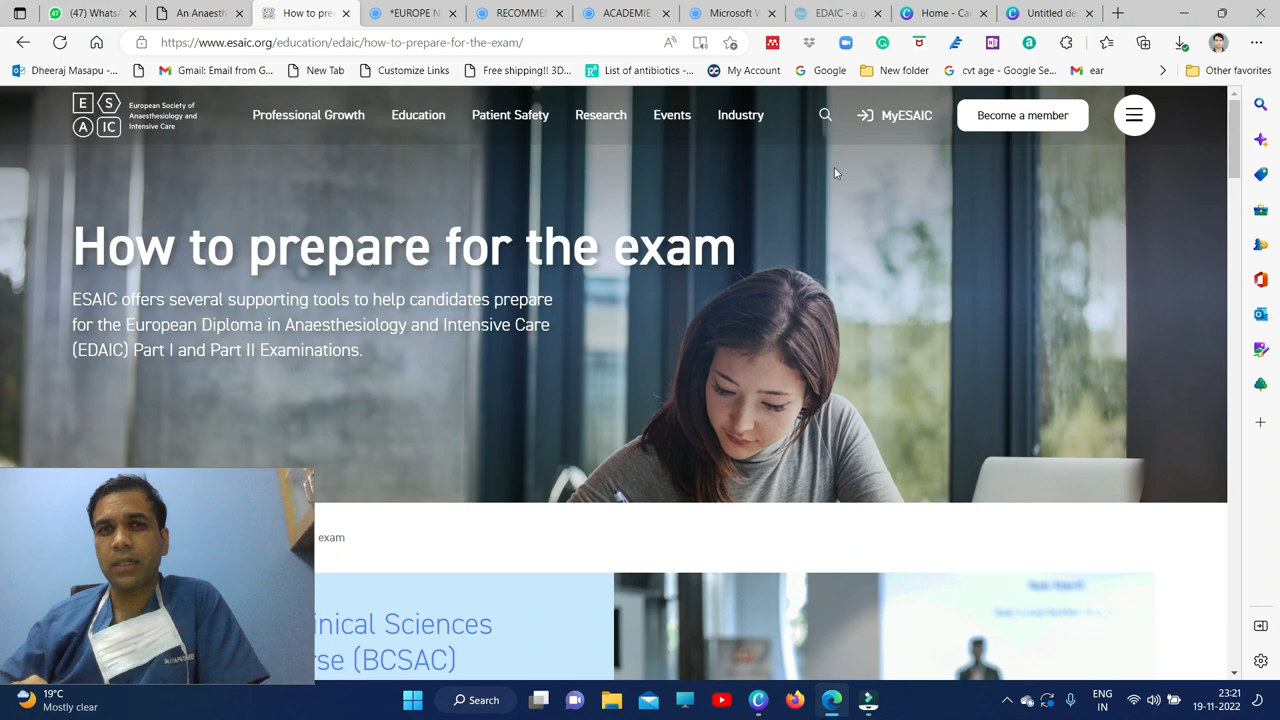 (47) WhatsA
An Anaesth
How to prep
*EUROPE N
RECOMME
ACADEMIE
Microsoft W
EDAIC - a g
Home - Can
Untitled de
https://www.esaic.org/education/edaic/how-to-prepare-for-the-exam/
Dheeraj Masapu -...
Gmail: Email from G...
New Tab
Customize Links
Free shipping!! 3D...
List of antibiotics -...
My Account
Google
New folder
cvt age - Google Se...
ear
Other favorites
E S
A IC
European Society of
Anaesthesiology and
Intensive Care
Professional Growth
Education
Patient Safety
Research
Events
Industry
MyESAIC
Become a member
How to prepare for the exam
ESAIC offers several supporting tools to help candidates prepare
for the European Diploma in Anaesthesiology and Intensive Care
(EDAIC) Part I and Part II Examinations.
exam
inical Sciences
rse (BCSAC)
19°C
Mostly clear
Search
ENG
IN
23:21
19-11-2022